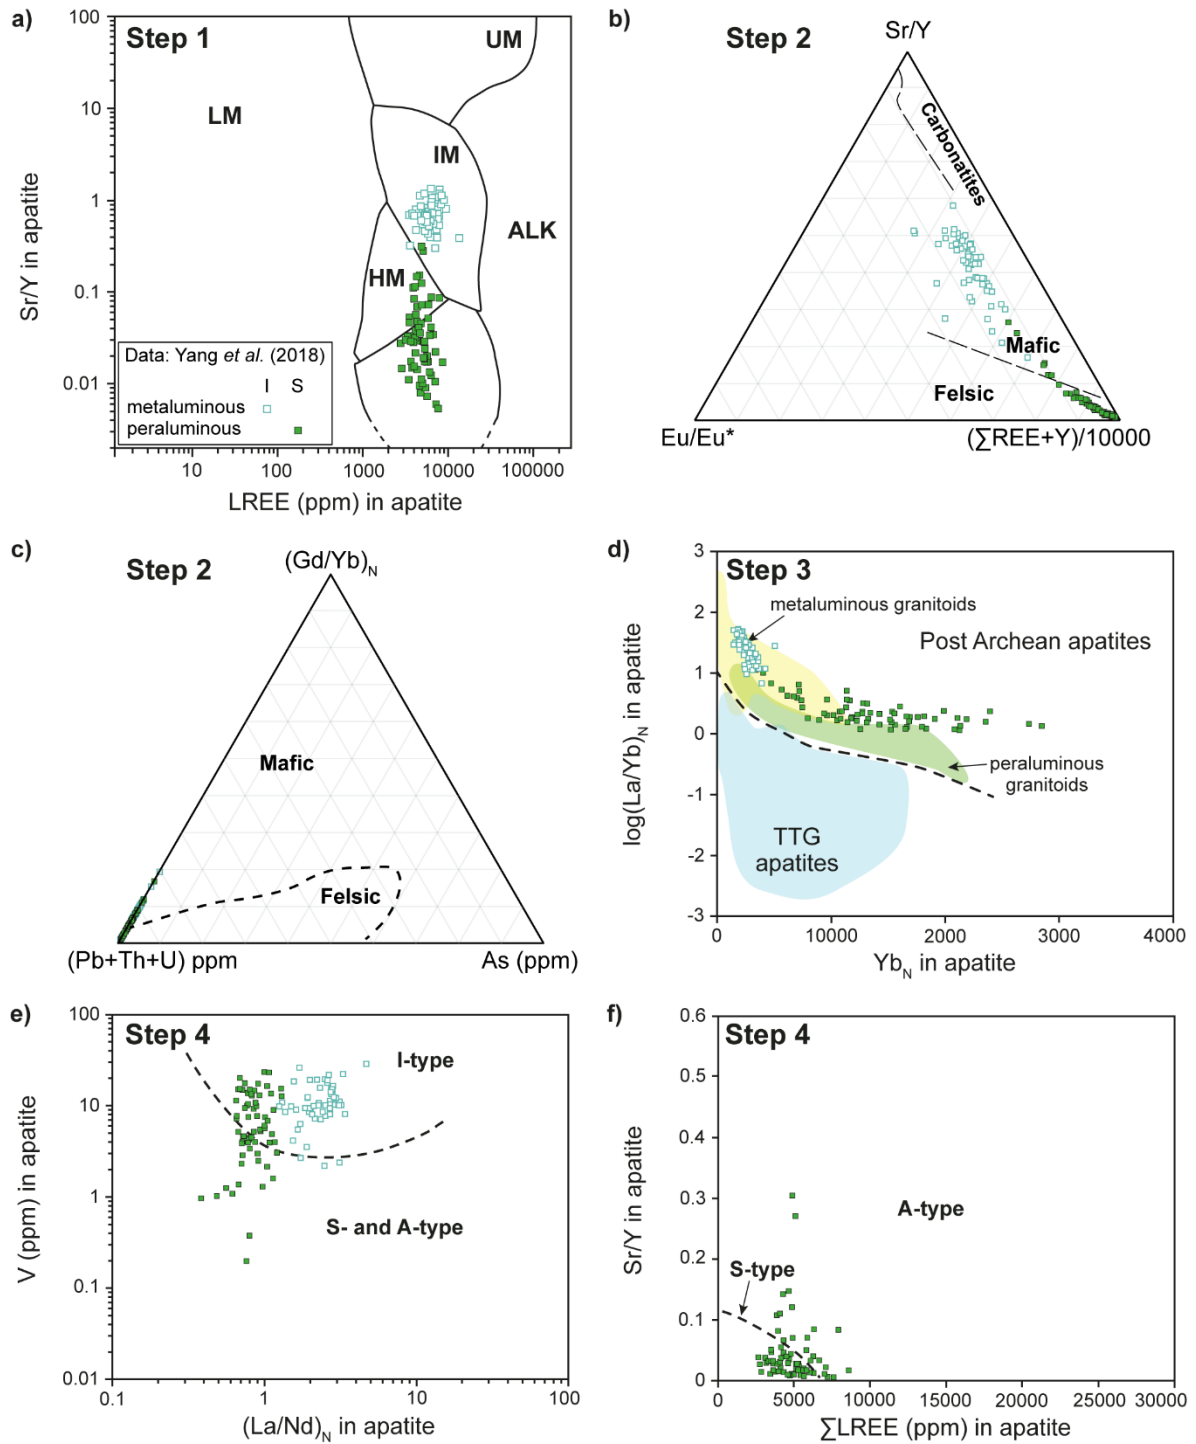 a)
Step 1
100
10
1
0.1
0.01
Sr/Y in apatite
UM
LM
IM
ALK
HM
Data: Yang et al. (2018)
I S
metaluminous
peraluminous
10 100 1000 10000 100000
LREE (ppm) in apatite
b)
Step 2
Sr/Y
Carbonatites
Mafic
Felsic
Eu/Eu*
(∑REE+Y)/10000
c)
Step 2
(Gd/Yb)N
Mafic
Felsic
(Pb+Th+U) ppm
As (ppm)
d)
Step 3
3
2
1
0
-1
-2
-3
log(La/Yb)N in apatite
metaluminous granitoids
Post Archean apatites
peraluminous
granitoids
TTG
apatites
0 10000 2000 3000 4000
YbN in apatite
e)
Step 4
100
10
1
0.1
0.01
V (ppm) in apatite
I-type
S- and A-type
0.1 1 10 100
(La/Nd)N in apatite
f)
Step 4
0.6
0.5
0.4
0.3
0.2
0.1
0
Sr/Y in apatite
A-type
S-type
0 5000 10000 15000 20000 25000 30000
∑LREE (ppm) in apatite